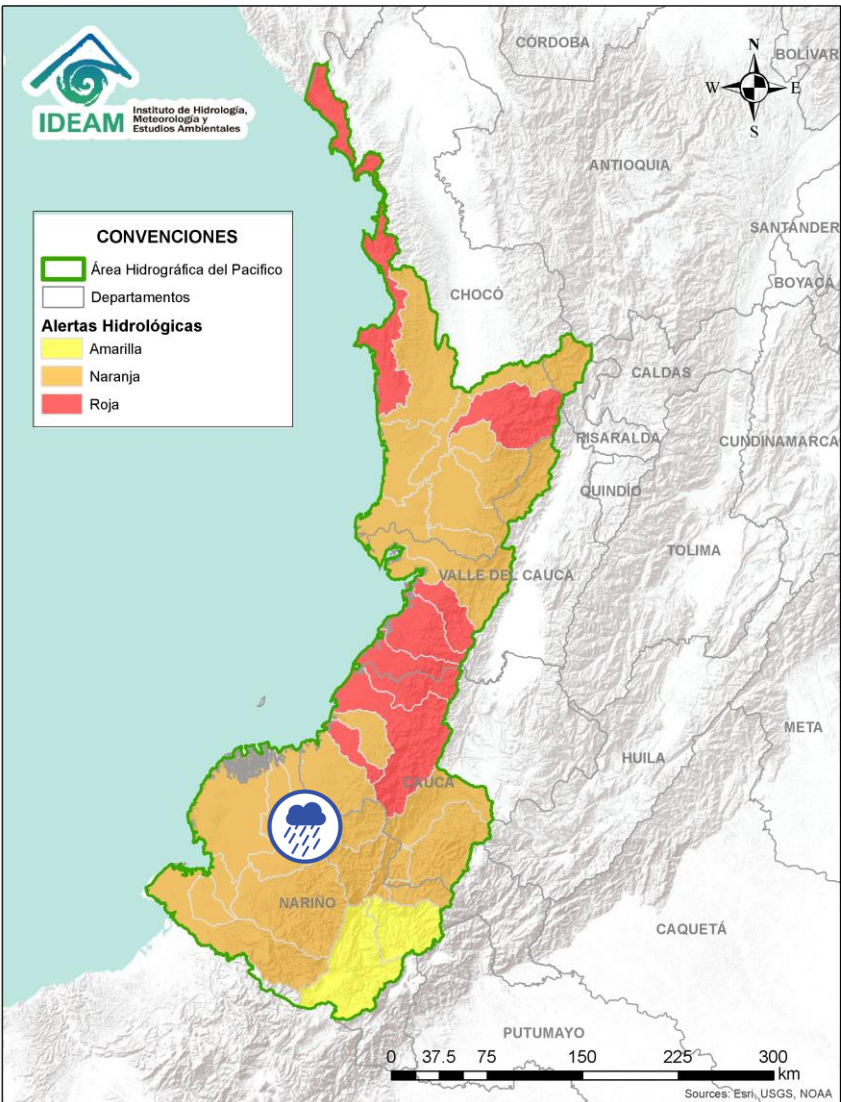 IDEAM
Instituto de Hidrología,
Meteorología y
Estudios Ambientales
N
W
E
S
CÓRDOBA
BOLIVAR
ANTIOQUIA
SANTANDER
BOYACÁ
CHOCÓ
CALDAS
RISARALDA
CUNDINAMARCA
QUINDÍO
TOLIMA
VALLE DEL CAUCA
META
HUILA
CAUCA
NARIÑO
CAQUETÁ
PUTUMAYO
CONVENCIONES
Área Hidrográfica del Pacifico
Departamentos
Alertas Hidrológicas
Amarilla
Naranja
Roja
0 37.5 75 150 225 300
km
Sources: Esri, USGS, NOAA